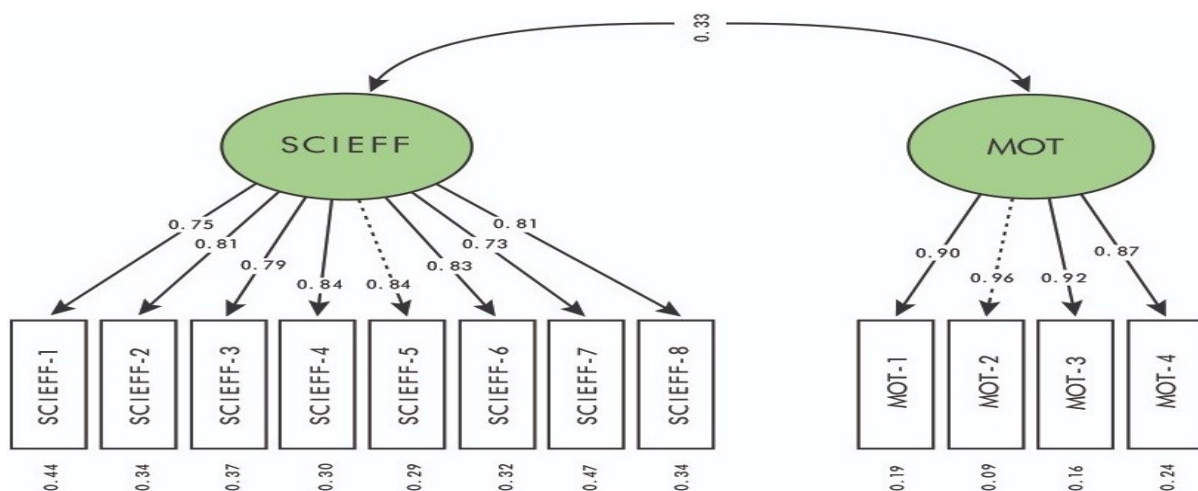 0.33
SCIEFF
MOT
0.75
0.81
0.79
0.84
0.84
0.83
0.73
0.81
0.90
0.96
0.92
0.87
SCIEFF-1
SCIEFF-2
SCIEFF-3
SCIEFF-4
SCIEFF-5
SCIEFF-6
SCIEFF-7
SCIEFF-8
MOT-1
MOT-2
MOT-3
MOT-4
0.44
0.34
0.37
0.30
0.29
0.32
0.47
0.34
0.19
0.09
0.16
0.24